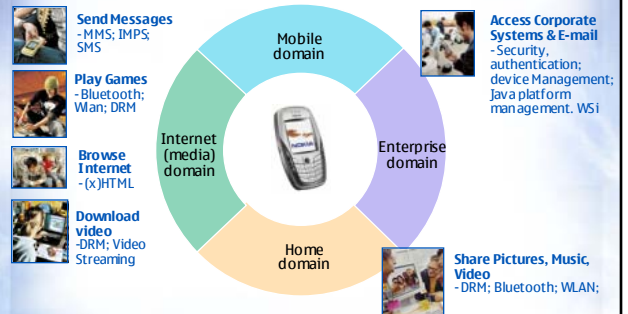 Send Messages
- MMS; IMPS;
SMS
Play Games
- Bluetooth;
Wlan; DRM
Browse
Internet
- (x)HTML
Download
video
-DRM; Video
Streaming
Mobile
domain
Internet
(media)
domain
NOKIA
Enterprise
domain
Home
domain
Access Corporate
Systems & E-mail
- Security,
authentication;
device Management;
Java platform
management. WSi
Share Pictures, Music,
Video
- DRM; Bluetooth; WLAN;